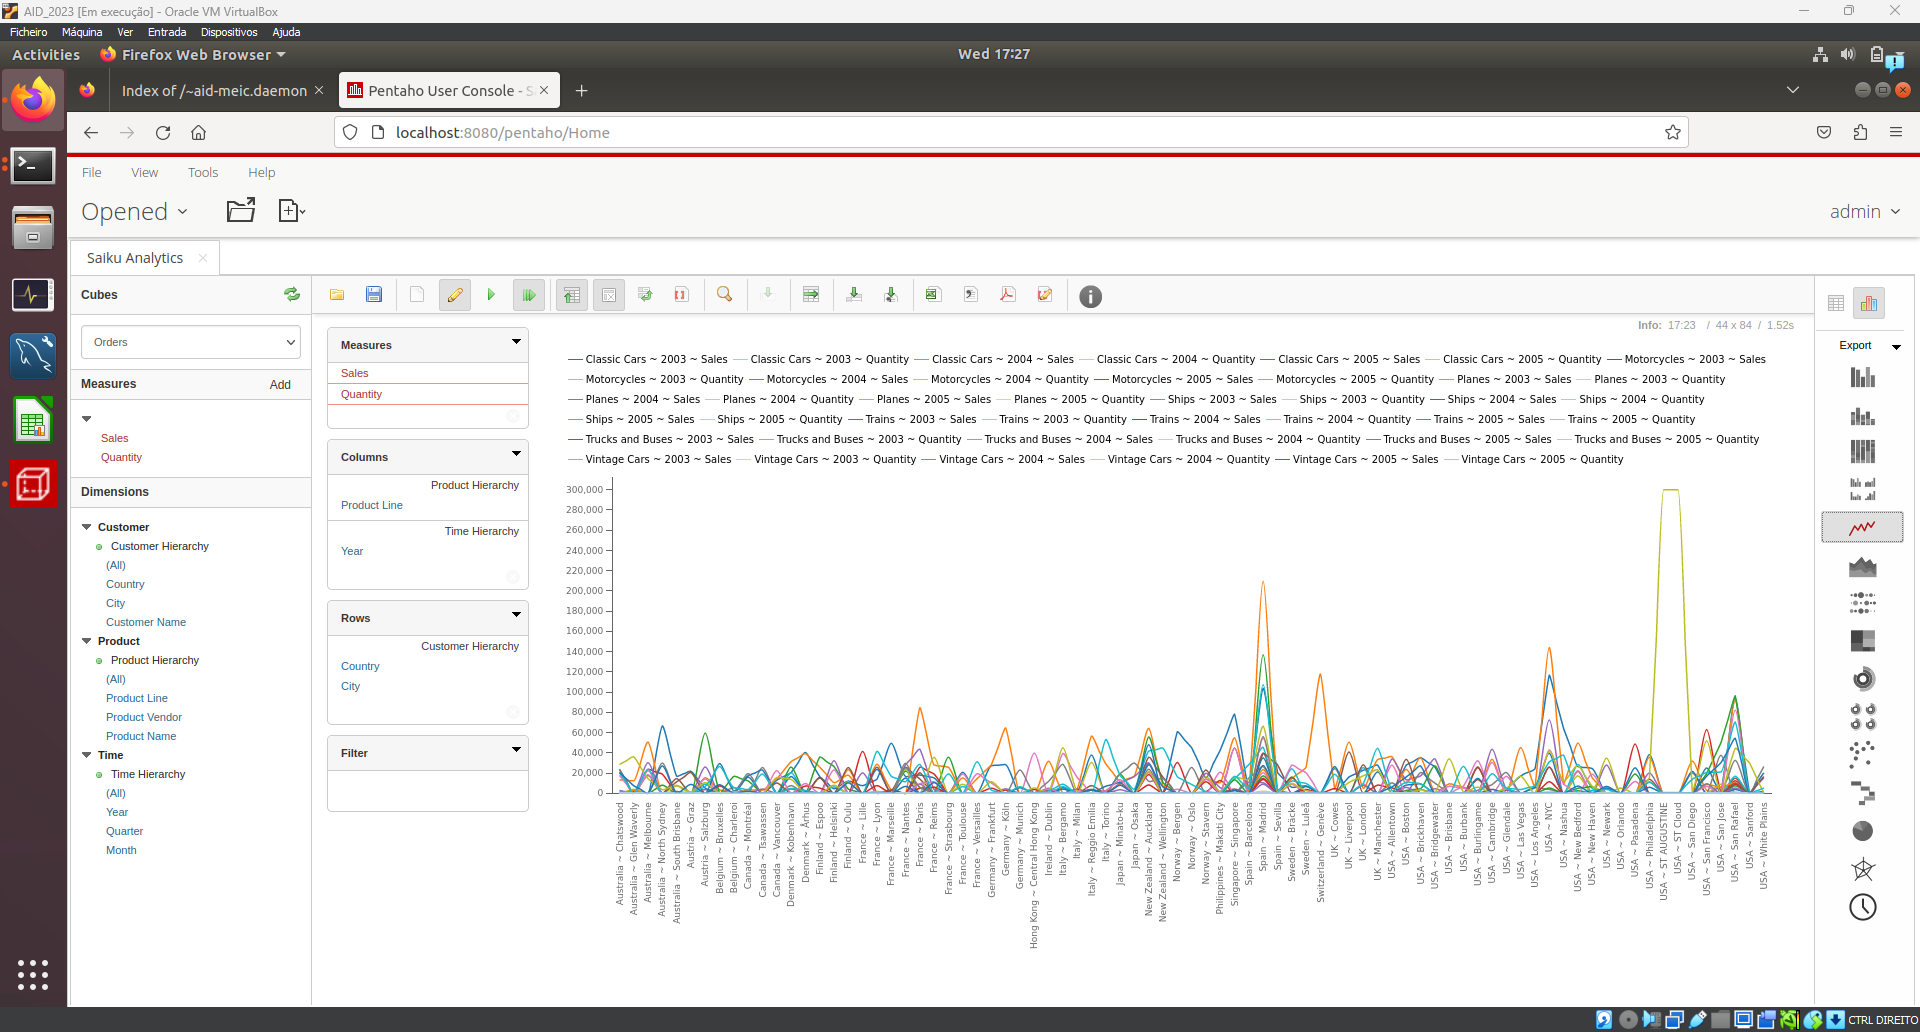 AID_2023 [Em execução] - Oracle VM VirtualBox
Ficheiro Máquina Ver Entrada Dispositivos Ajuda
Activities Firefox Web Browser Wed 17:27
Index of /~aid-meic.daemon Pentaho User Console - S
localhost:8080/pentaho/Home
File View Tools Help
Opened admin
Saiku Analytics
Cubes
Orders
Measures Add
Sales
Quantity
Dimensions
Customer
Customer Hierarchy
(All)
Country
City
Customer Name
Product
Product Hierarchy
(All)
Product Line
Product Vendor
Product Name
Time
Time Hierarchy
(All)
Year
Quarter
Month
Measures
Sales
Quantity
Columns
Product Hierarchy
Product Line
Time Hierarchy
Year
Rows
Customer Hierarchy
Country
City
Filter
Info: 17:23 / 44 x 84 / 1.52s
Classic Cars ~ 2003 ~ Sales Classic Cars ~ 2003 ~ Quantity Classic Cars ~ 2004 ~ Sales Classic Cars ~ 2004 ~ Quantity Classic Cars ~ 2005 ~ Sales Classic Cars ~ 2005 ~ Quantity Motorcycles ~ 2003 ~ Sales
Motorcycles ~ 2003 ~ Quantity Motorcycles ~ 2004 ~ Sales Motorcycles ~ 2004 ~ Quantity Motorcycles ~ 2005 ~ Sales Motorcycles ~ 2005 ~ Quantity Planes ~ 2003 ~ Sales Planes ~ 2003 ~ Quantity
Planes ~ 2004 ~ Sales Planes ~ 2004 ~ Quantity Planes ~ 2005 ~ Sales Planes ~ 2005 ~ Quantity Ships ~ 2003 ~ Sales Ships ~ 2003 ~ Quantity Ships ~ 2004 ~ Sales Ships ~ 2004 ~ Quantity
Ships ~ 2005 ~ Sales Ships ~ 2005 ~ Quantity Trains ~ 2003 ~ Sales Trains ~ 2003 ~ Quantity Trains ~ 2004 ~ Sales Trains ~ 2004 ~ Quantity Trains ~ 2005 ~ Sales Trains ~ 2005 ~ Quantity
Trucks and Buses ~ 2003 ~ Sales Trucks and Buses ~ 2003 ~ Quantity Trucks and Buses ~ 2004 ~ Sales Trucks and Buses ~ 2004 ~ Quantity Trucks and Buses ~ 2005 ~ Sales Trucks and Buses ~ 2005 ~ Quantity
Vintage Cars ~ 2003 ~ Sales Vintage Cars ~ 2003 ~ Quantity Vintage Cars ~ 2004 ~ Sales Vintage Cars ~ 2004 ~ Quantity Vintage Cars ~ 2005 ~ Sales Vintage Cars ~ 2005 ~ Quantity
300,000
280,000
260,000
240,000
220,000
200,000
180,000
160,000
140,000
120,000
100,000
80,000
60,000
40,000
20,000
0
Australia ~ Chatswood
Australia ~ Glen Waverly
Australia ~ Melbourne
Australia ~ North Sydney
Australia ~ South Brisbane
Austria ~ Graz
Austria ~ Salzburg
Belgium ~ Bruxelles
Belgium ~ Charleroi
Canada ~ Montréal
Canada ~ Tsawassen
Canada ~ Vancouver
Denmark ~ Kobenhavn
Denmark ~ Århus
Finland ~ Espoo
Finland ~ Helsinki
Finland ~ Oulu
France ~ Lille
France ~ Lyon
France ~ Marseille
France ~ Nantes
France ~ Paris
France ~ Reims
France ~ Strasbourg
France ~ Toulouse
France ~ Versailles
Germany ~ Frankfurt
Germany ~ Köln
Germany ~ Munich
Hong Kong ~ Central Hong Kong
Ireland ~ Dublin
Italy ~ Bergamo
Italy ~ Milan
Italy ~ Reggio Emilia
Italy ~ Torino
Japan ~ Minato-ku
Japan ~ Osaka
New Zealand ~ Auckland
New Zealand ~ Wellington
Norway ~ Bergen
Norway ~ Oslo
Norway ~ Stavern
Philippines ~ Makati City
Singapore ~ Singapore
Spain ~ Barcelona
Spain ~ Madrid
Spain ~ Sevilla
Sweden ~ Bräcke
Sweden ~ Luleå
Switzerland ~ Genève
UK ~ Cowes
UK ~ Liverpool
UK ~ London
UK ~ Manchester
USA ~ Allentown
USA ~ Boston
USA ~ Brickhaven
USA ~ Bridgewater
USA ~ Brisbane
USA ~ Burbank
USA ~ Burlingame
USA ~ Cambridge
USA ~ Glendale
USA ~ Las Vegas
USA ~ Los Angeles
USA ~ NYC
USA ~ Nashua
USA ~ New Bedford
USA ~ New Haven
USA ~ Newark
USA ~ Orlando
USA ~ Pasadena
USA ~ Philadelphia
USA ~ ST AUGUSTINE
USA ~ ST Cloud
USA ~ San Diego
USA ~ San Francisco
USA ~ San Jose
USA ~ San Rafael
USA ~ Sanford
USA ~ White Plains
Export
CTRL DIREITO